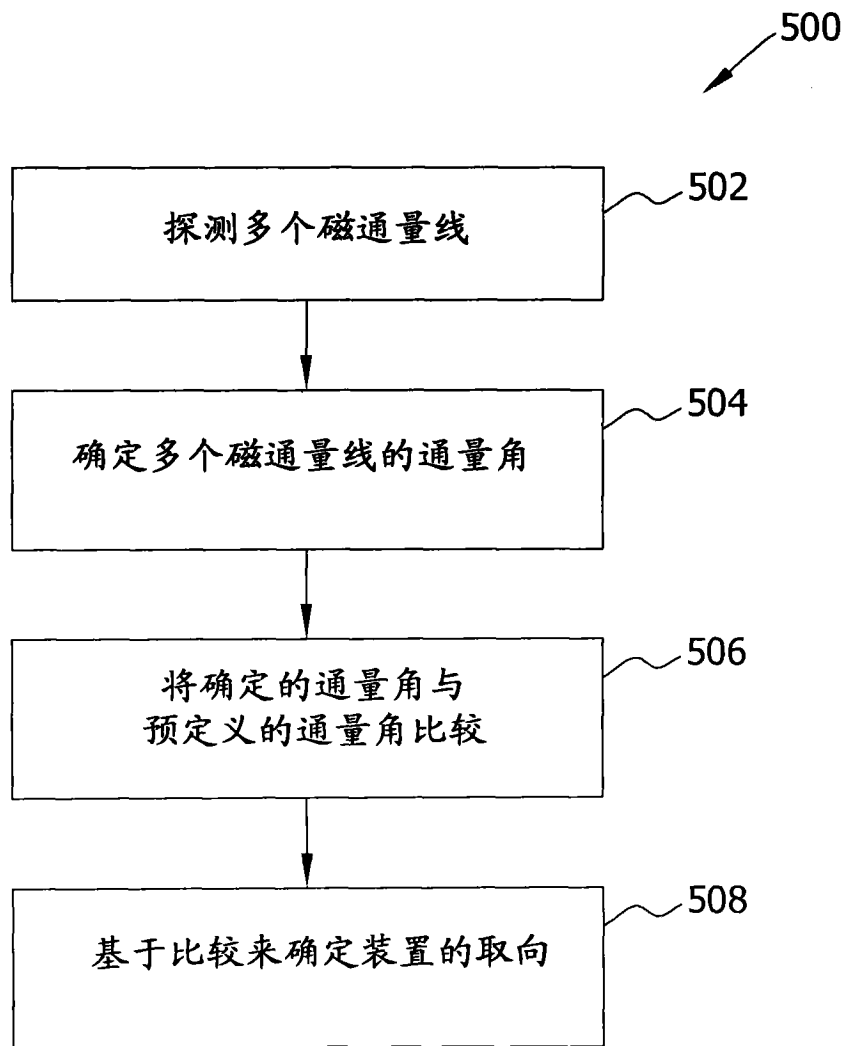 500
502
探测多个磁通量线
504
确定多个磁通量线的通量角
506
将确定的通量角与
预定义的通量角比较
508
基于比较来确定装置的取向